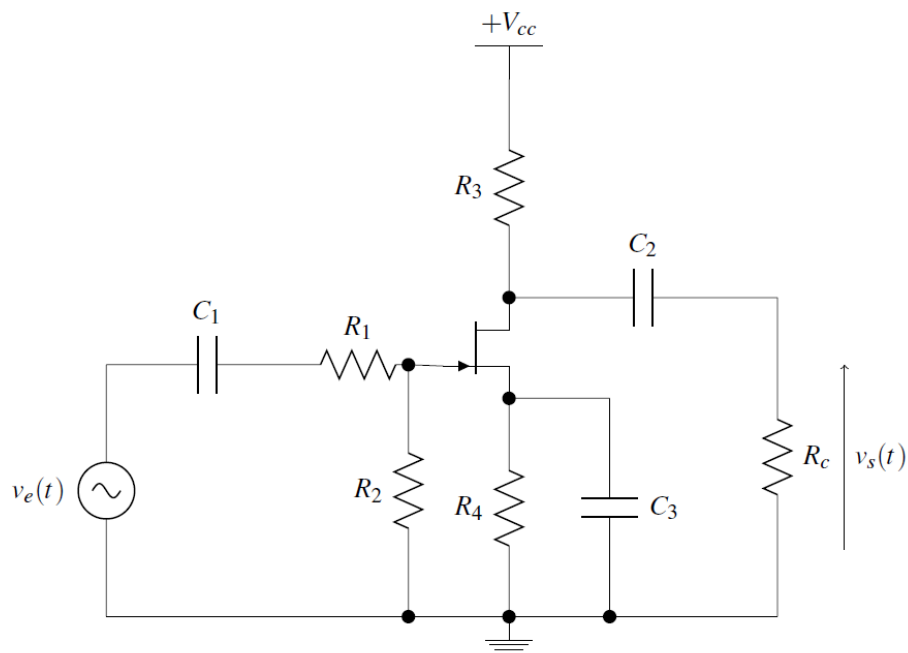 +V_cc
R_3
C_2
C_1
R_1
v_e(t)
R_2
R_4
C_3
R_c
v_s(t)